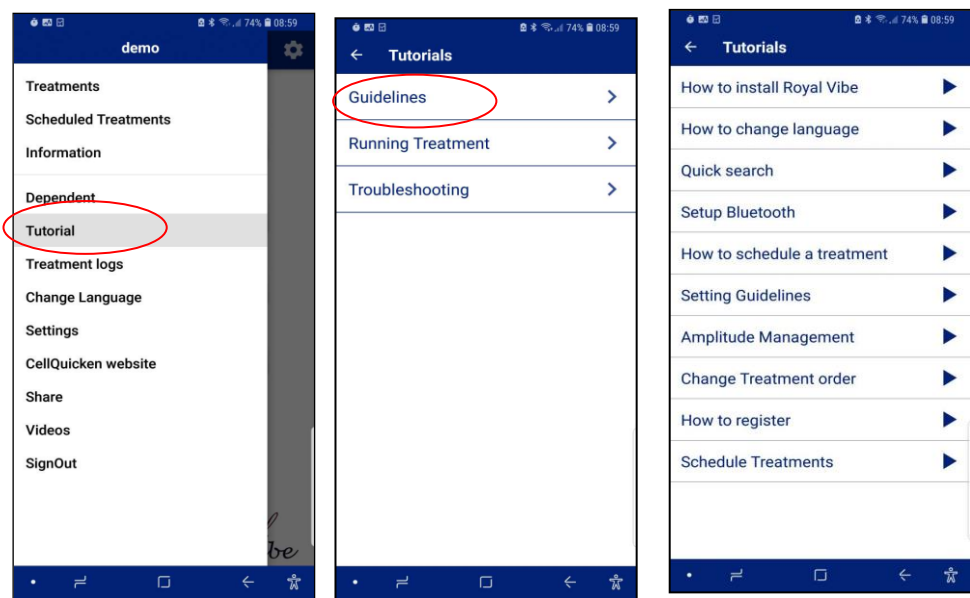 74% 08:59
demo
Treatments
Scheduled Treatments
Information
Dependent
Tutorial
Treatment logs
Change Language
Settings
CellQuicken website
Share
Videos
SignOut
be
74% 08:59
Tutorials
Guidelines
Running Treatment
Troubleshooting
74% 08:59
Tutorials
How to install Royal Vibe
How to change language
Quick search
Setup Bluetooth
How to schedule a treatment
Setting Guidelines
Amplitude Management
Change Treatment order
How to register
Schedule Treatments